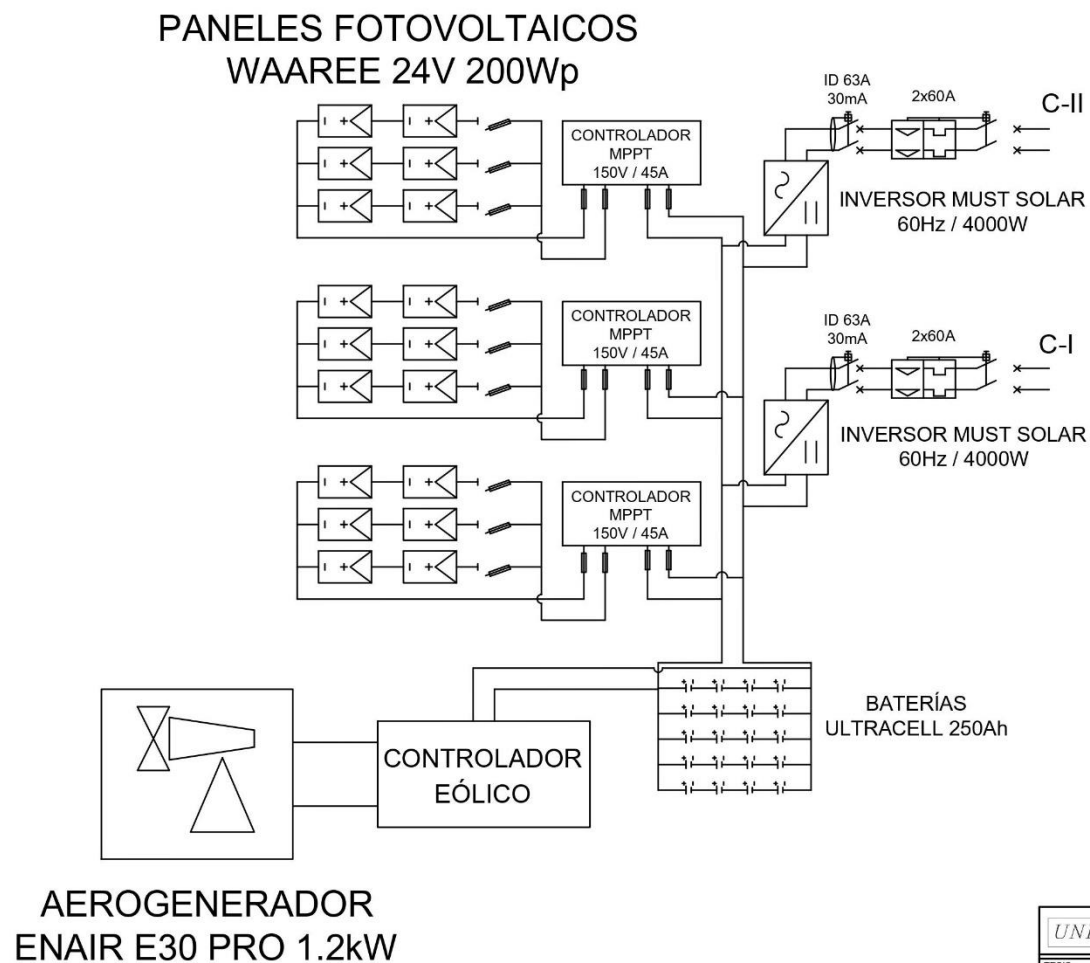 PANELES FOTOVOLTAICOS
WAAREE 24V 200Wp
CONTROLADOR
MPPT
150V / 45A
ID 63A
30mA
2x60A
C-II
INVERSOR MUST SOLAR
60Hz / 4000W
CONTROLADOR
MPPT
150V / 45A
ID 63A
30mA
2x60A
C-I
INVERSOR MUST SOLAR
60Hz / 4000W
CONTROLADOR
MPPT
150V / 45A
BATERÍAS
ULTRACELL 250Ah
CONTROLADOR
EÓLICO
AEROGENERADOR
ENAIR E30 PRO 1.2kW